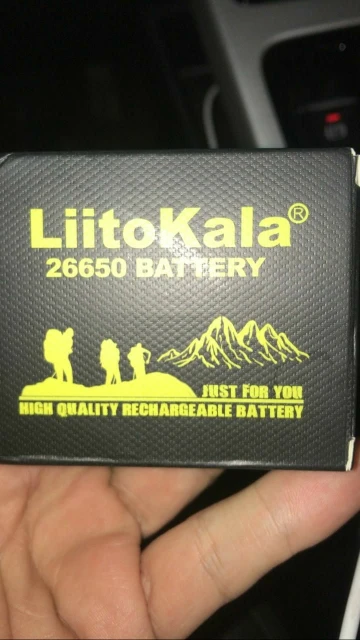 LiitoKala®
26650 BATTERY
JUST FOR YOU
HIGH QUALITY RECHARGEABLE BATTERY